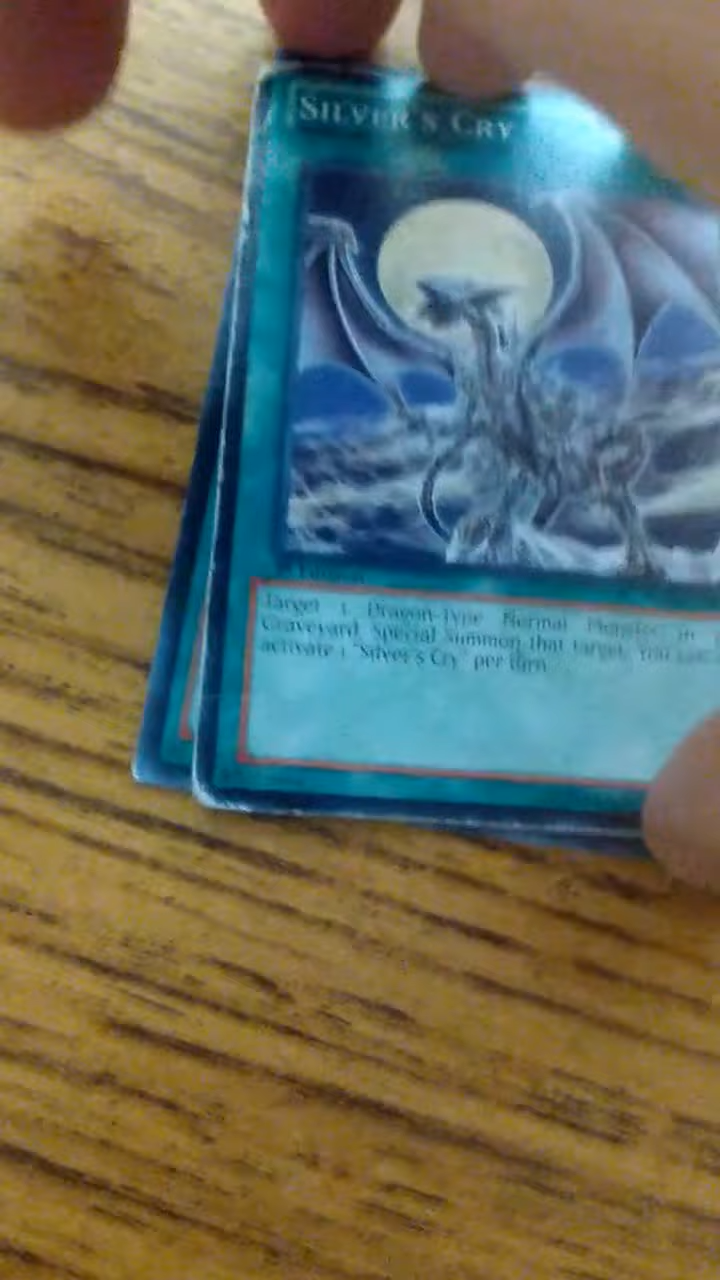 SILVER'S CRY
Target 1 Dragon-Type Normal Monster in
Graveyard. Special Summon that target. You can
activate 1 "Silver's Cry" per turn.